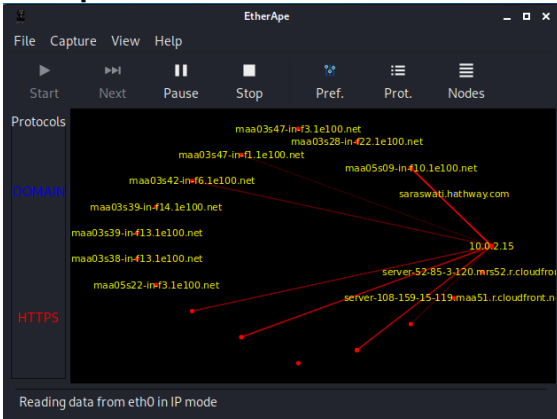 EtherApe
File Capture View Help
Start Next Pause Stop Pref. Prot. Nodes
Protocols
DOMAIN
HTTPS
maa03s47-in-f3.1e100.net
maa03s28-in-f22.1e100.net
maa03s47-in-f1.1e100.net
maa05s09-in-f10.1e100.net
maa03s42-in-f6.1e100.net
saraswati.hathway.com
maa03s39-in-f14.1e100.net
maa03s39-in-f13.1e100.net
10.0.2.15
maa03s38-in-f13.1e100.net
server-52-85-3-120.mrs52.r.cloudfro
maa05s22-in-f3.1e100.net
server-108-159-15-119.maa51.r.cloudfront.n
Reading data from eth0 in IP mode